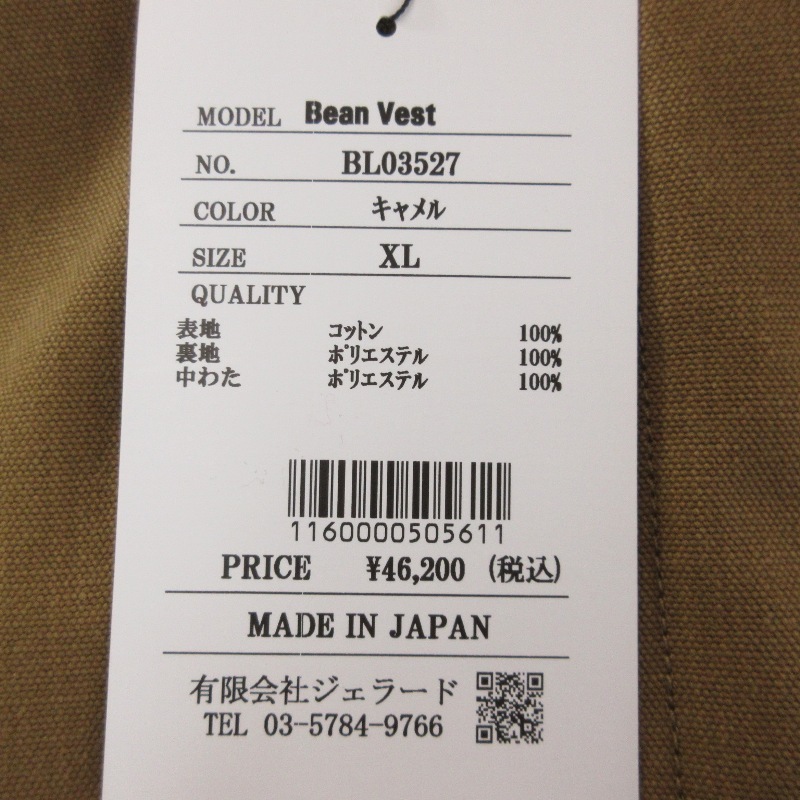 MODEL Bean Vest
NO. BL03527
COLOR キャメル
SIZE XL
QUALITY
表地 コットン 100%
裏地 ポリエステル 100%
中わた ポリエステル 100%
1160000505611
PRICE ¥46,200 (税込)
MADE IN JAPAN
有限会社ジェラード
TEL 03-5784-9766